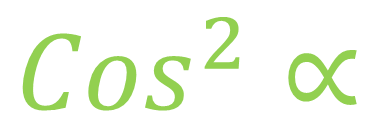 Cos² ∝